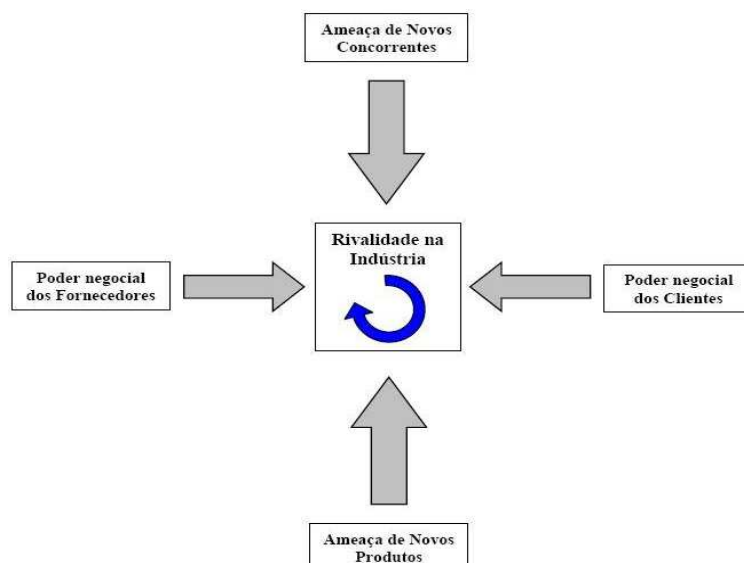 Ameaça de Novos
Concorrentes
Rivalidade na
Indústria
Poder negocial
dos Fornecedores
Poder negocial
dos Clientes
Ameaça de Novos
Produtos